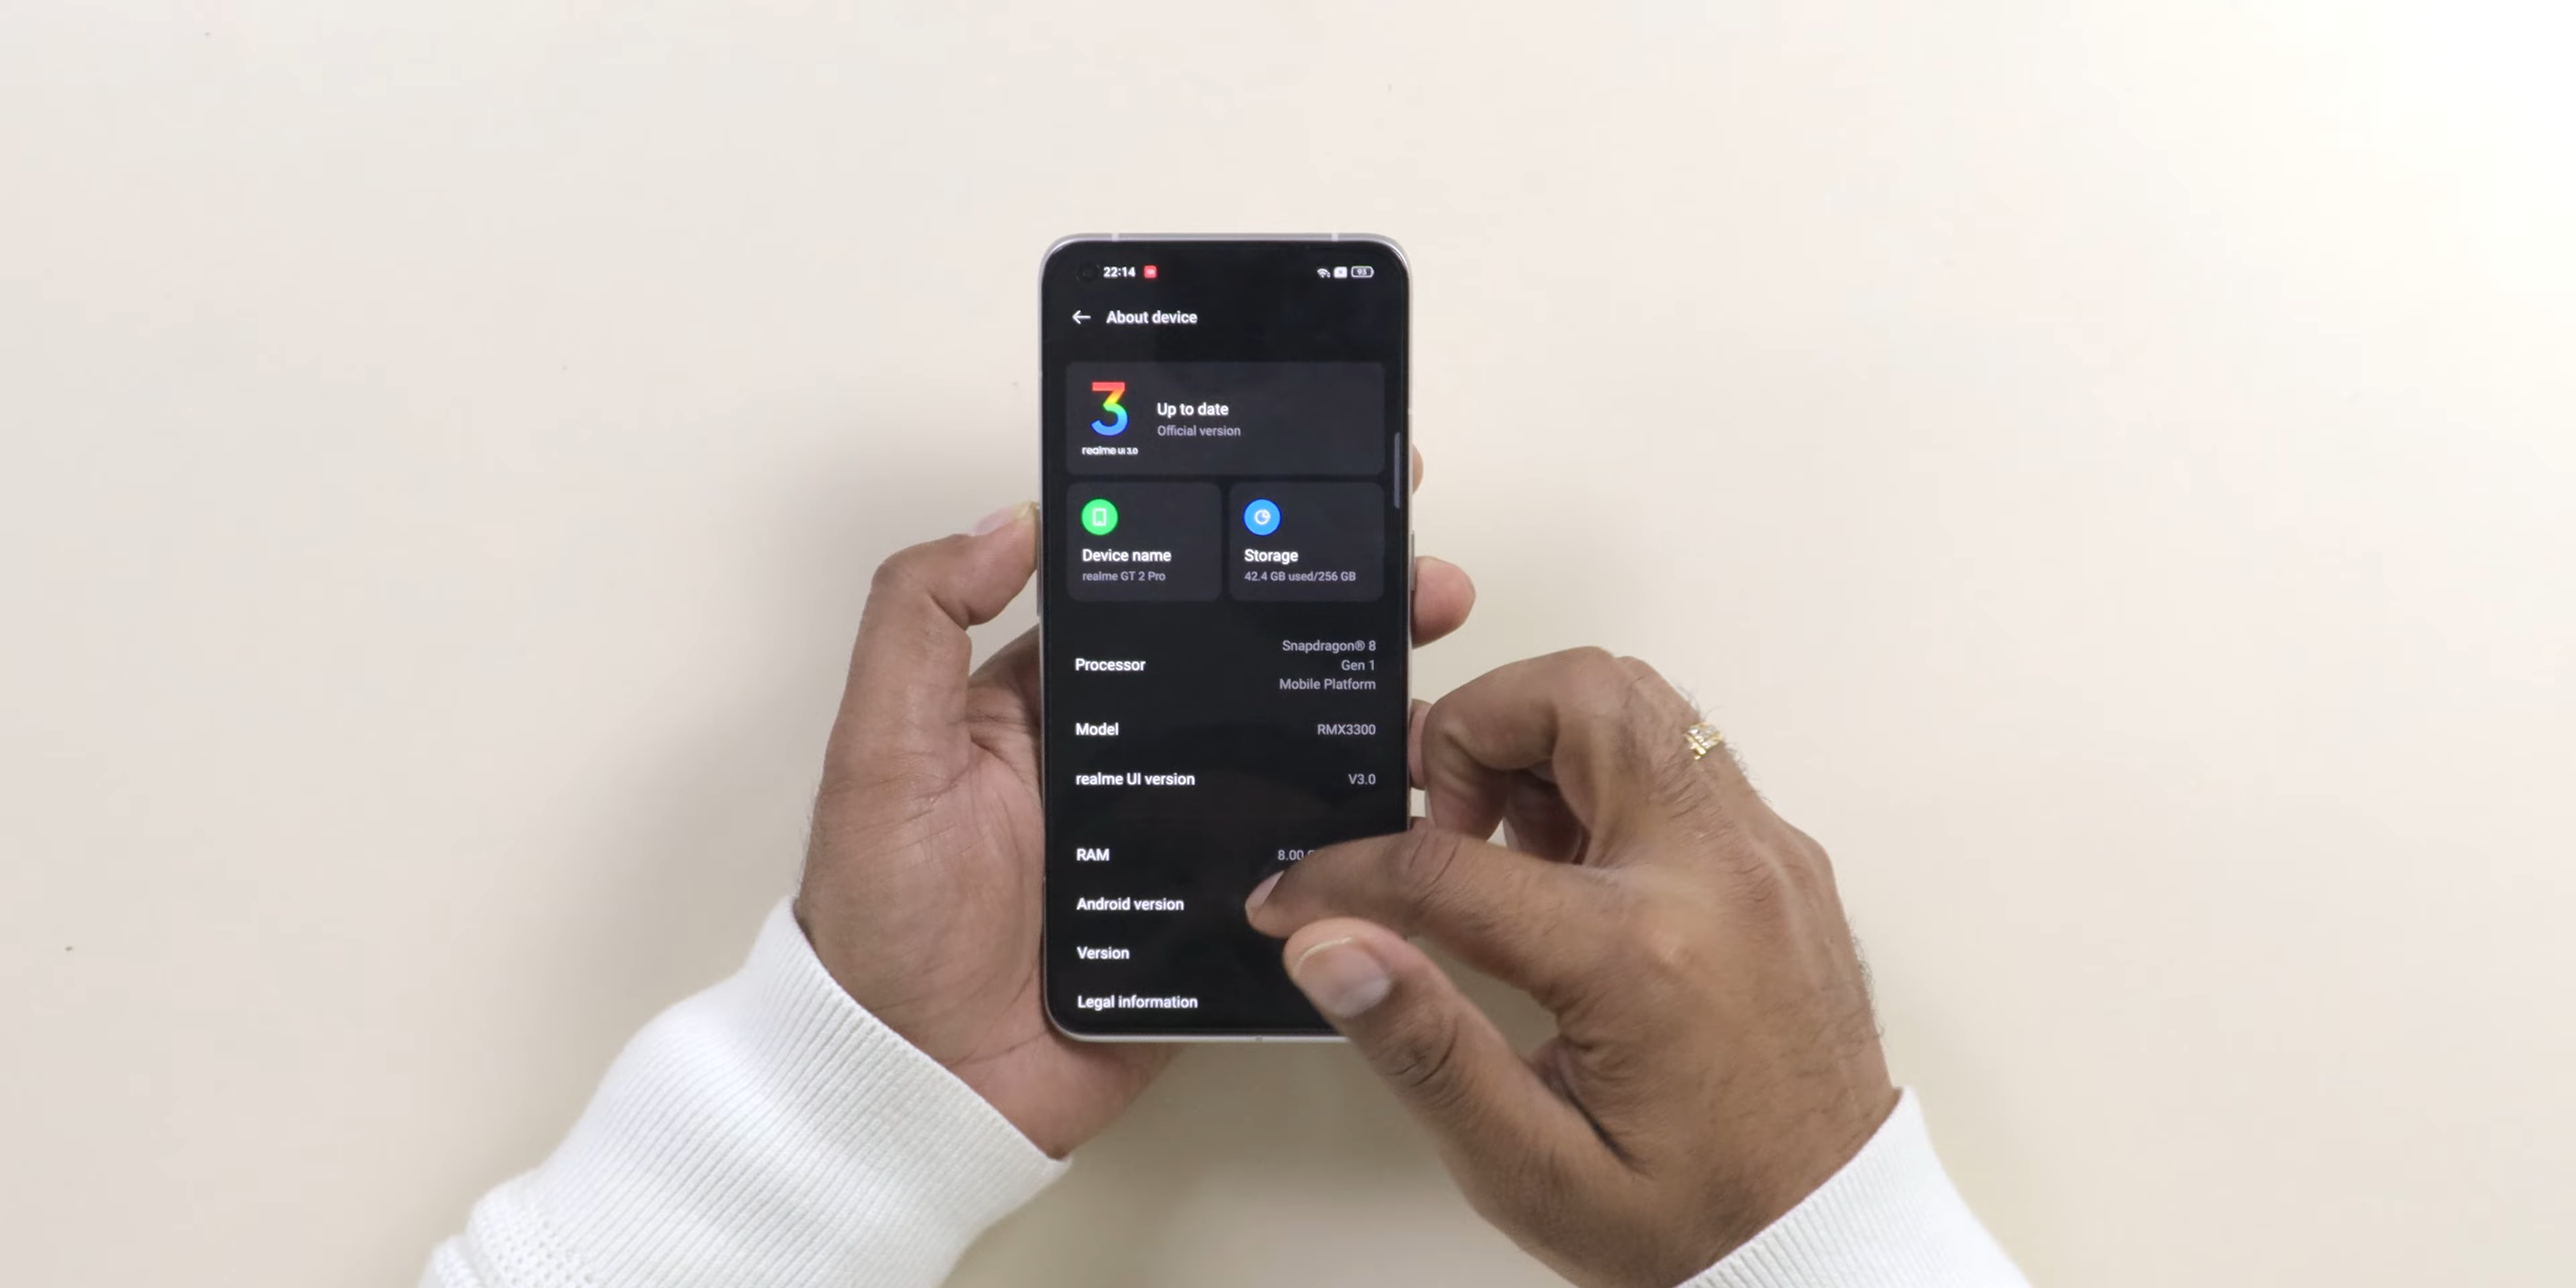 22:14
93
About device
3
realme UI 3.0
Up to date
Official version
Device name
realme GT 2 Pro
Storage
42.4 GB used/256 GB
Processor
Snapdragon® 8
Gen 1
Mobile Platform
Model
RMX3300
realme UI version
V3.0
RAM
8.00
Android version
Version
Legal information